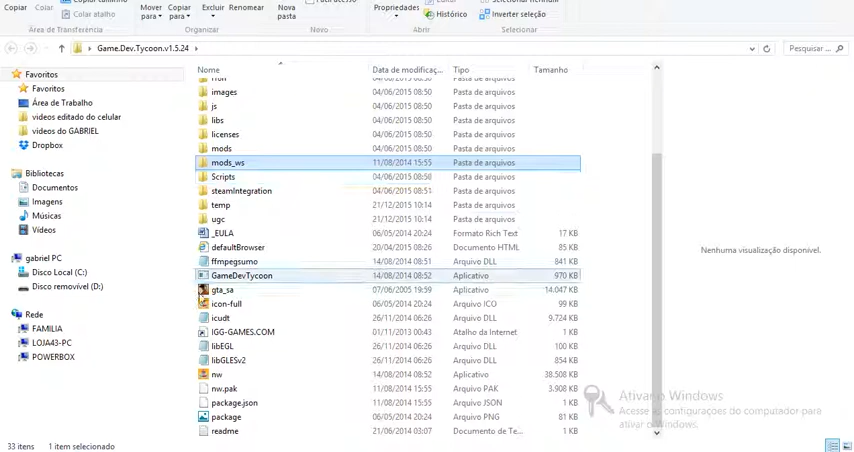 Copiar Colar
Colar atalho
Mover para
Copiar para
Excluir Renomear
Nova pasta
Propriedades
Histórico
Inverter seleção
Área de Transferência Organizar Novo Abrir Selecionar
Game.Dev.Tycoon.v1.5.24
Pesquisar ...
Favoritos
Favoritos
Área de Trabalho
videos editado do celular
videos do GABRIEL
Dropbox
Bibliotecas
Documentos
Imagens
Músicas
Vídeos
gabriel PC
Disco Local (C:)
Disco removível (D:)
Rede
FAMILIA
LOJA43-PC
POWERBOX
Nome Data de modificaç... Tipo Tamanho
images 04/06/2015 08:50 Pasta de arquivos
js 04/06/2015 08:50 Pasta de arquivos
libs 04/06/2015 08:50 Pasta de arquivos
licenses 04/06/2015 08:50 Pasta de arquivos
mods 04/06/2015 08:50 Pasta de arquivos
mods_ws 11/08/2014 15:55 Pasta de arquivos
Scripts 04/06/2015 08:50 Pasta de arquivos
steamIntegration 04/06/2015 08:51 Pasta de arquivos
temp 21/12/2015 10:14 Pasta de arquivos
ugc 21/12/2015 10:14 Pasta de arquivos
_EULA 06/05/2014 20:24 Formato Rich Text 17 KB
defaultBrowser 20/04/2015 08:26 Documento HTML 85 KB
ffmpegsumo 14/08/2014 08:51 Arquivo DLL 841 KB
GameDevTycoon 14/08/2014 08:52 Aplicativo 970 KB
gta_sa 07/06/2005 19:59 Aplicativo 14.047 KB
icon-full 06/05/2014 20:24 Arquivo ICO 99 KB
icudt 26/11/2014 06:26 Arquivo DLL 9.724 KB
IGG-GAMES.COM 01/11/2013 00:43 Atalho da Internet 1 KB
libEGL 26/11/2014 06:26 Arquivo DLL 100 KB
libGLESv2 26/11/2014 06:26 Arquivo DLL 854 KB
nw 14/08/2014 08:52 Aplicativo 38.508 KB
nw.pak 11/08/2014 15:55 Arquivo PAK 3.908 KB
package.json 11/08/2014 15:55 Arquivo JSON 1 KB
package 06/05/2014 20:24 Arquivo PNG 81 KB
readme 21/06/2014 03:07 Documento de Te... 1 KB
Nenhuma visualização disponível.
Ativar o Windows
Acesse as configurações do computador para
ativar o Windows.
33 itens 1 item selecionado